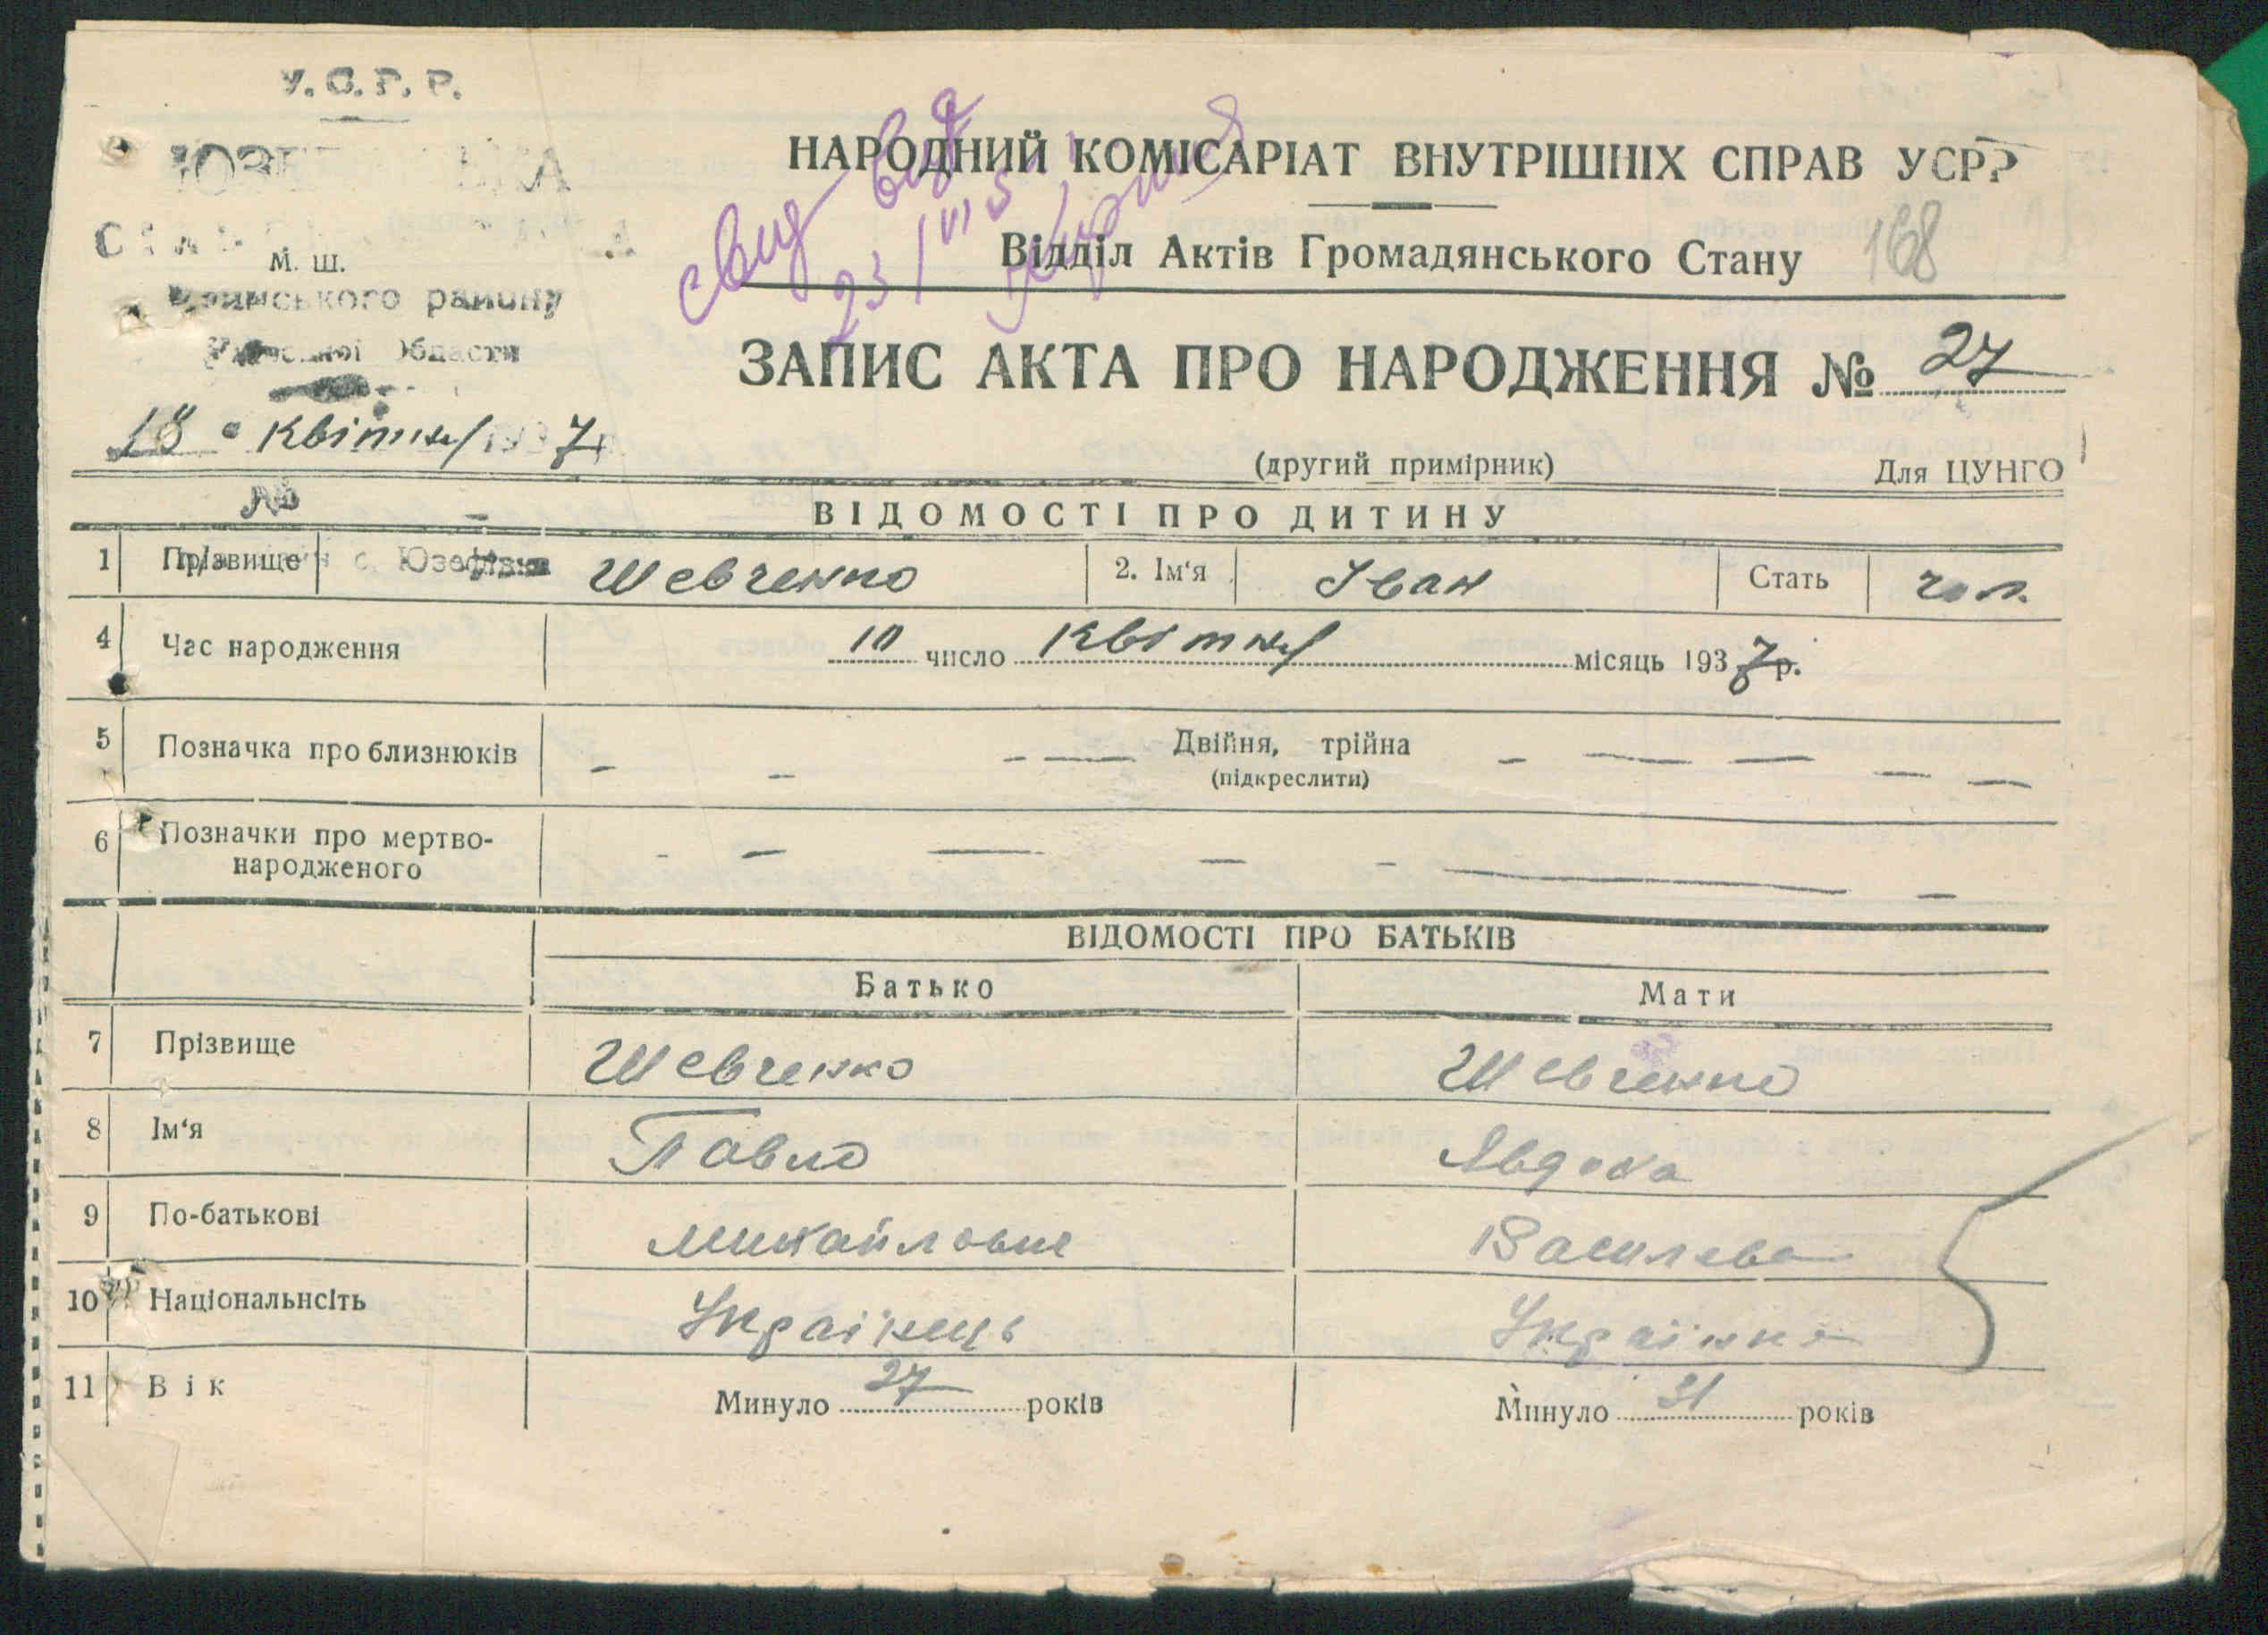 У.С.Р.Р.
М. Ш.
району
Області
18 квітня 1937
№
НАРОДНИЙ КОМІСАРІАТ ВНУТРІШНІХ СПРАВ УСРР
свид вид
23/VI 5
Відділ Актів Громадянського Стану 168
ЗАПИС АКТА ПРО НАРОДЖЕННЯ № 27
(другий примірник) Для ЦУНГО
ВІДОМОСТІ ПРО ДИТИНУ
1 Прізвище с. Юзефівка Шевченко 2. Ім'я Іван Стать чол.
4 Час народження 10 число Квітня місяць 1937 р.
5 Позначка про близнюків Двійня, трійна
(підкреслити)
6 Позначки про мертво-
народженого
ВІДОМОСТІ ПРО БАТЬКІВ
Батько Мати
7 Прізвище Шевченко Шевченко
8 Ім'я Павло Явдоха
9 По-батькові Михайлович Василева
10 Національнсіть Українець Українка
11 Вік Минуло 27 років Минуло 31 років